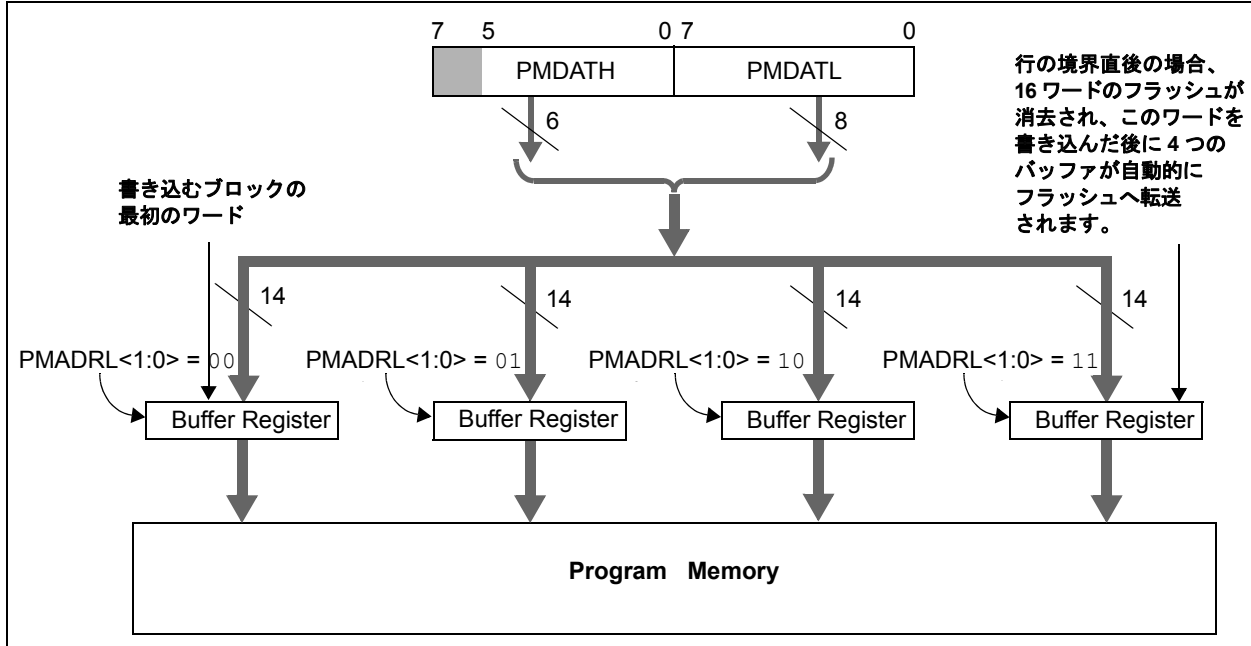 7 5 0 7 0
PMDATH PMDATL
6 8
行の境界直後の場合、
16 ワードのフラッシュが
消去され、このワードを
書き込んだ後に 4 つの
バッファが自動的に
フラッシュへ転送
されます。
書き込むブロックの
最初のワード
14 14 14 14
PMADRL<1:0> = 00 PMADRL<1:0> = 01 PMADRL<1:0> = 10 PMADRL<1:0> = 11
Buffer Register Buffer Register Buffer Register Buffer Register
Program Memory